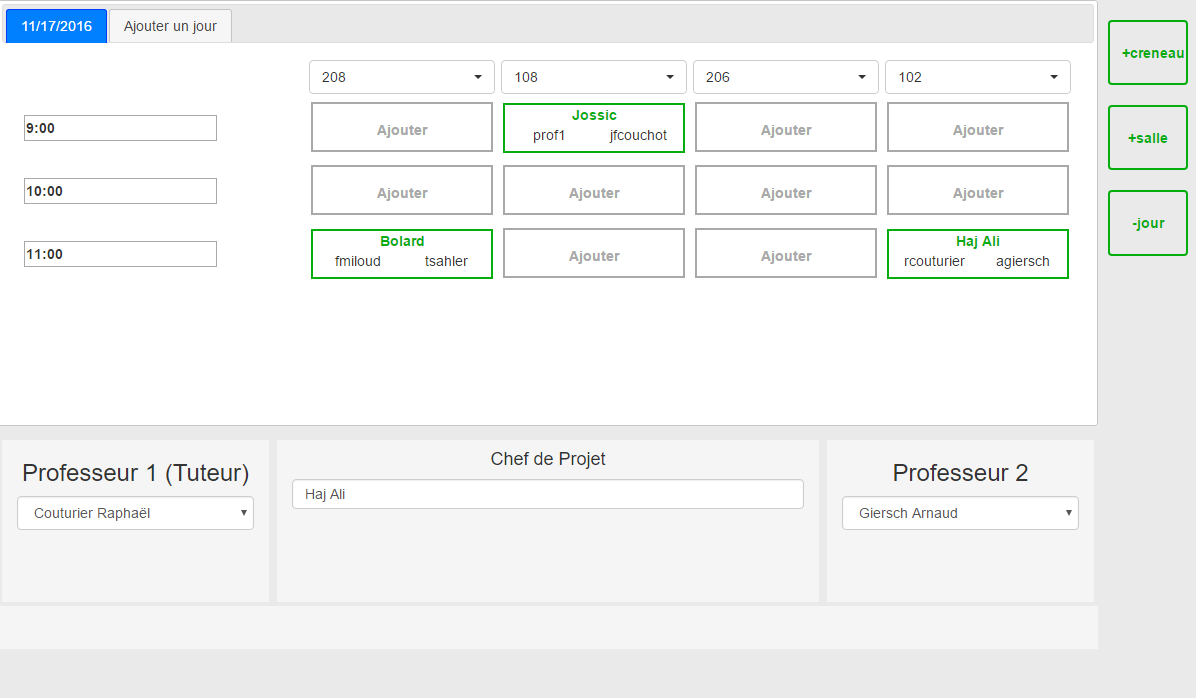 11/17/2016 Ajouter un jour
+creneau
208 108 206 102
9:00 Ajouter Jossic Ajouter Ajouter
prof1 jfcouchot
+salle
10:00 Ajouter Ajouter Ajouter Ajouter
-jour
11:00 Bolard Ajouter Ajouter Haj Ali
fmiloud tsahler rcouturier agiersch
Professeur 1 (Tuteur)
Couturier Raphaël
Chef de Projet
Haj Ali
Professeur 2
Giersch Arnaud